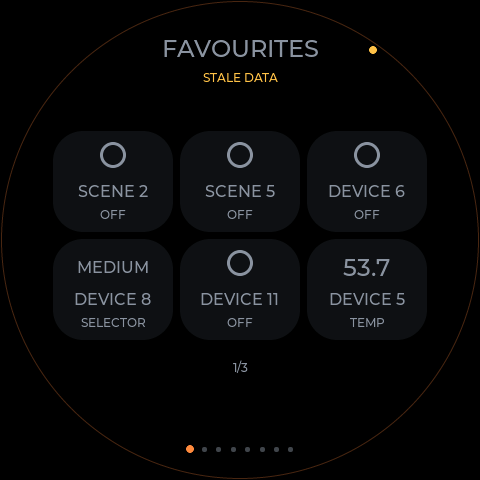 FAVOURITES
STALE DATA
SCENE 2
OFF
SCENE 5
OFF
DEVICE 6
OFF
MEDIUM
DEVICE 8
SELECTOR
DEVICE 11
OFF
53.7
DEVICE 5
TEMP
1/3